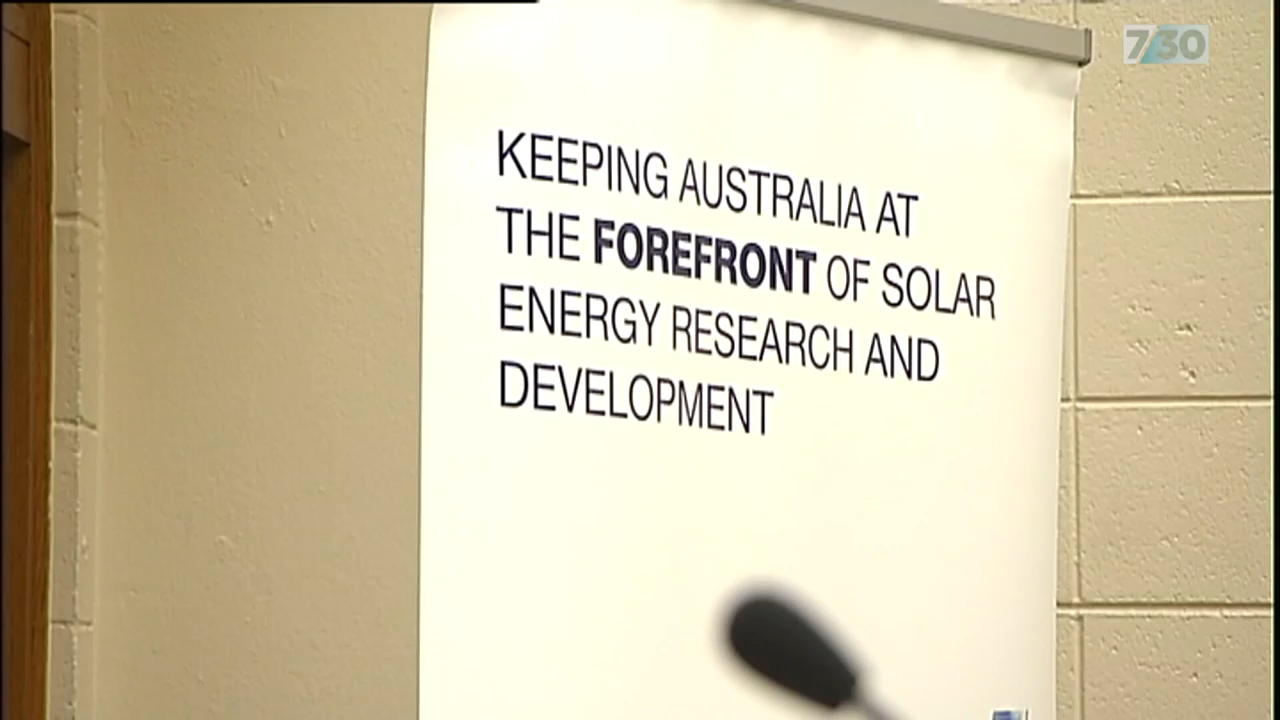 7.30
KEEPING AUSTRALIA AT
THE FOREFRONT OF SOLAR
ENERGY RESEARCH AND
DEVELOPMENT